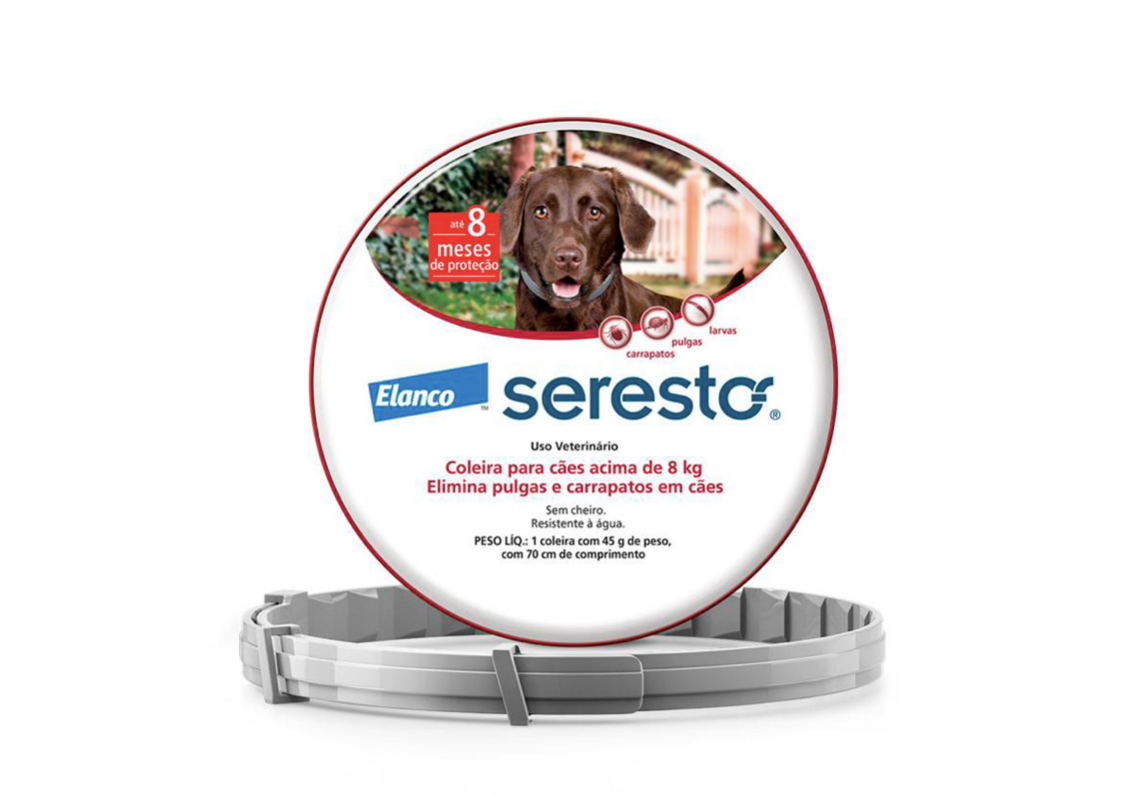 até 8
meses
de proteção
larvas
pulgas
carrapatos
Elanco™
seresto®
Uso Veterinário
Coleira para cães acima de 8 kg
Elimina pulgas e carrapatos em cães
Sem cheiro.
Resistente à água.
PESO LÍQ.: 1 coleira com 45 g de peso,
com 70 cm de comprimento